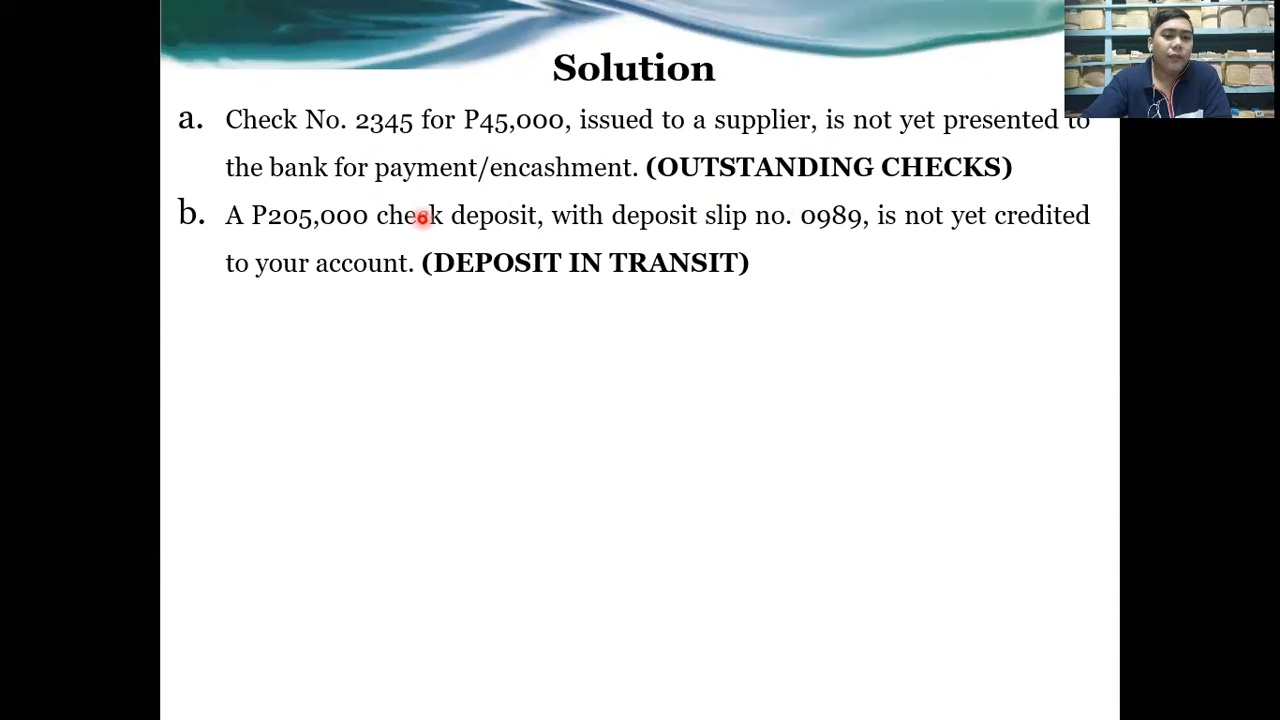 Solution
a. Check No. 2345 for P45,000, issued to a supplier, is not yet presented to
the bank for payment/encashment. (OUTSTANDING CHECKS)
b. A P205,000 check deposit, with deposit slip no. 0989, is not yet credited
to your account. (DEPOSIT IN TRANSIT)